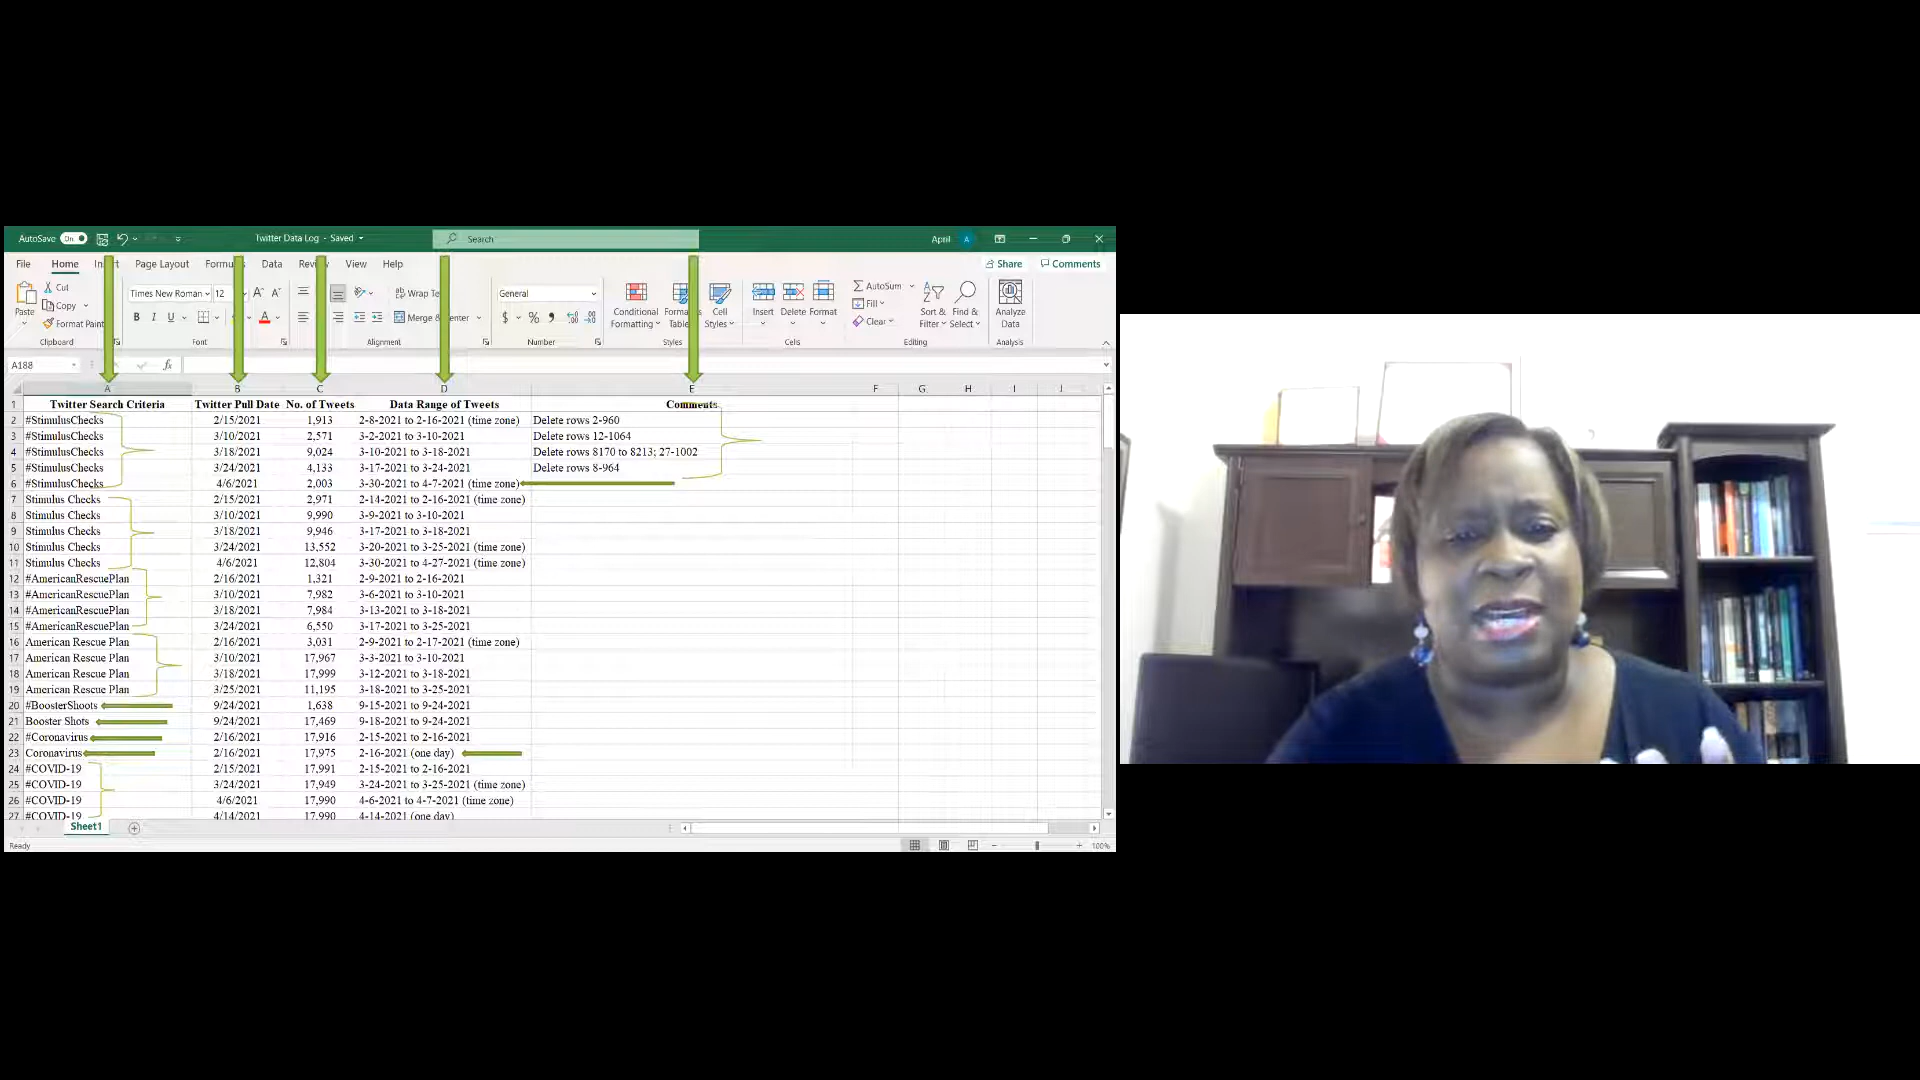 AutoSave On Twitter Data Log - Saved Search April A
File Home Page Layout Data View Help Share Comments
Paste Cut Copy Format Paint
Times New Roman 12 B I U A
Wrap Te Merge & Center
General $ % 9
Conditional Formatting Cell Styles
Insert Delete Format
AutoSum Fill Clear
Sort & Filter Find & Select
Analyze Data
Clipboard Font Alignment Number Styles Cells Editing Analysis
A188 fx
A B C D E F G H I J
1 Twitter Search Criteria Twitter Pull Date No. of Tweets Data Range of Tweets Comments
2 #StimulusChecks 2/15/2021 1,913 2-8-2021 to 2-16-2021 (time zone) Delete rows 2-960
3 #StimulusChecks 3/10/2021 2,571 3-2-2021 to 3-10-2021 Delete rows 12-1064
4 #StimulusChecks 3/18/2021 9,024 3-10-2021 to 3-18-2021 Delete rows 8170 to 8213; 27-1002
5 #StimulusChecks 3/24/2021 4,133 3-17-2021 to 3-24-2021 Delete rows 8-964
6 #StimulusChecks 4/6/2021 2,003 3-30-2021 to 4-7-2021 (time zone)
7 Stimulus Checks 2/15/2021 2,971 2-14-2021 to 2-16-2021 (time zone)
8 Stimulus Checks 3/10/2021 9,990 3-9-2021 to 3-10-2021
9 Stimulus Checks 3/18/2021 9,946 3-17-2021 to 3-18-2021
10 Stimulus Checks 3/24/2021 13,552 3-20-2021 to 3-25-2021 (time zone)
11 Stimulus Checks 4/6/2021 12,804 3-30-2021 to 4-27-2021 (time zone)
12 #AmericanRescuePlan 2/16/2021 1,321 2-9-2021 to 2-16-2021
13 #AmericanRescuePlan 3/10/2021 7,982 3-6-2021 to 3-10-2021
14 #AmericanRescuePlan 3/18/2021 7,984 3-13-2021 to 3-18-2021
15 #AmericanRescuePlan 3/24/2021 6,550 3-17-2021 to 3-25-2021
16 American Rescue Plan 2/16/2021 3,031 2-9-2021 to 2-17-2021 (time zone)
17 American Rescue Plan 3/10/2021 17,967 3-3-2021 to 3-10-2021
18 American Rescue Plan 3/18/2021 17,999 3-12-2021 to 3-18-2021
19 American Rescue Plan 3/25/2021 11,195 3-18-2021 to 3-25-2021
20 #BoosterShoots 9/24/2021 1,638 9-15-2021 to 9-24-2021
21 Booster Shots 9/24/2021 17,469 9-18-2021 to 9-24-2021
22 #Coronavirus 2/16/2021 17,916 2-15-2021 to 2-16-2021
23 Coronavirus 2/16/2021 17,975 2-16-2021 (one day)
24 #COVID-19 2/15/2021 17,991 2-15-2021 to 2-16-2021
25 #COVID-19 3/24/2021 17,949 3-24-2021 to 3-25-2021 (time zone)
26 #COVID-19 4/6/2021 17,990 4-6-2021 to 4-7-2021 (time zone)
27 #COVID-19 4/14/2021 17,990 4-14-2021 (one day)
Sheet1
Ready 100%